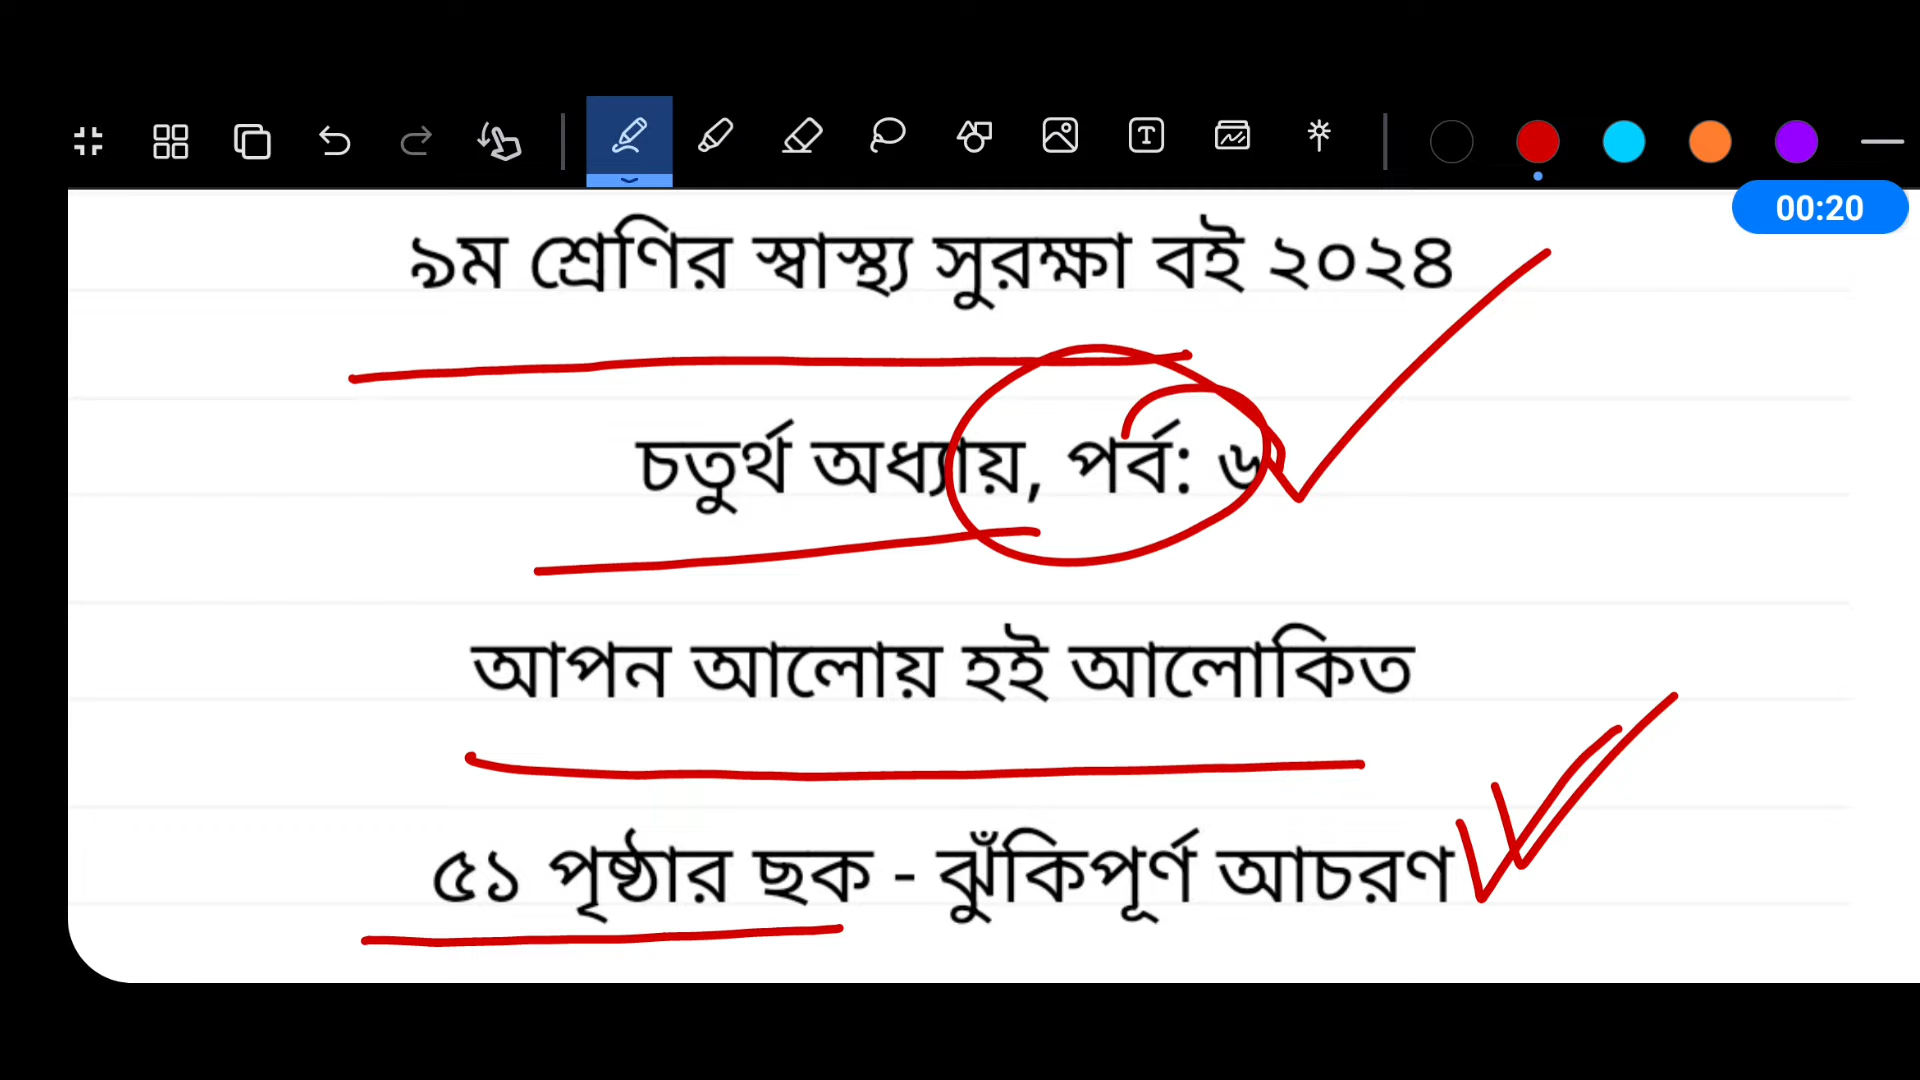 00:20
৯ম শ্রেণির স্বাস্থ্য সুরক্ষা বই ২০২৪
চতুর্থ অধ্যায়, পর্ব: ৬
আপন আলোয় হই আলোকিত
৫১ পৃষ্ঠার ছক - ঝুঁকিপূর্ণ আচরণ